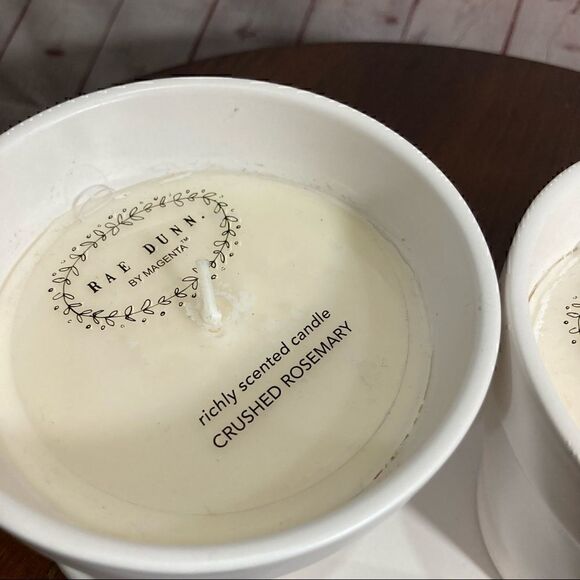 RAE DUNN.
BY MAGENTA™
richly scented candle
CRUSHED ROSEMARY